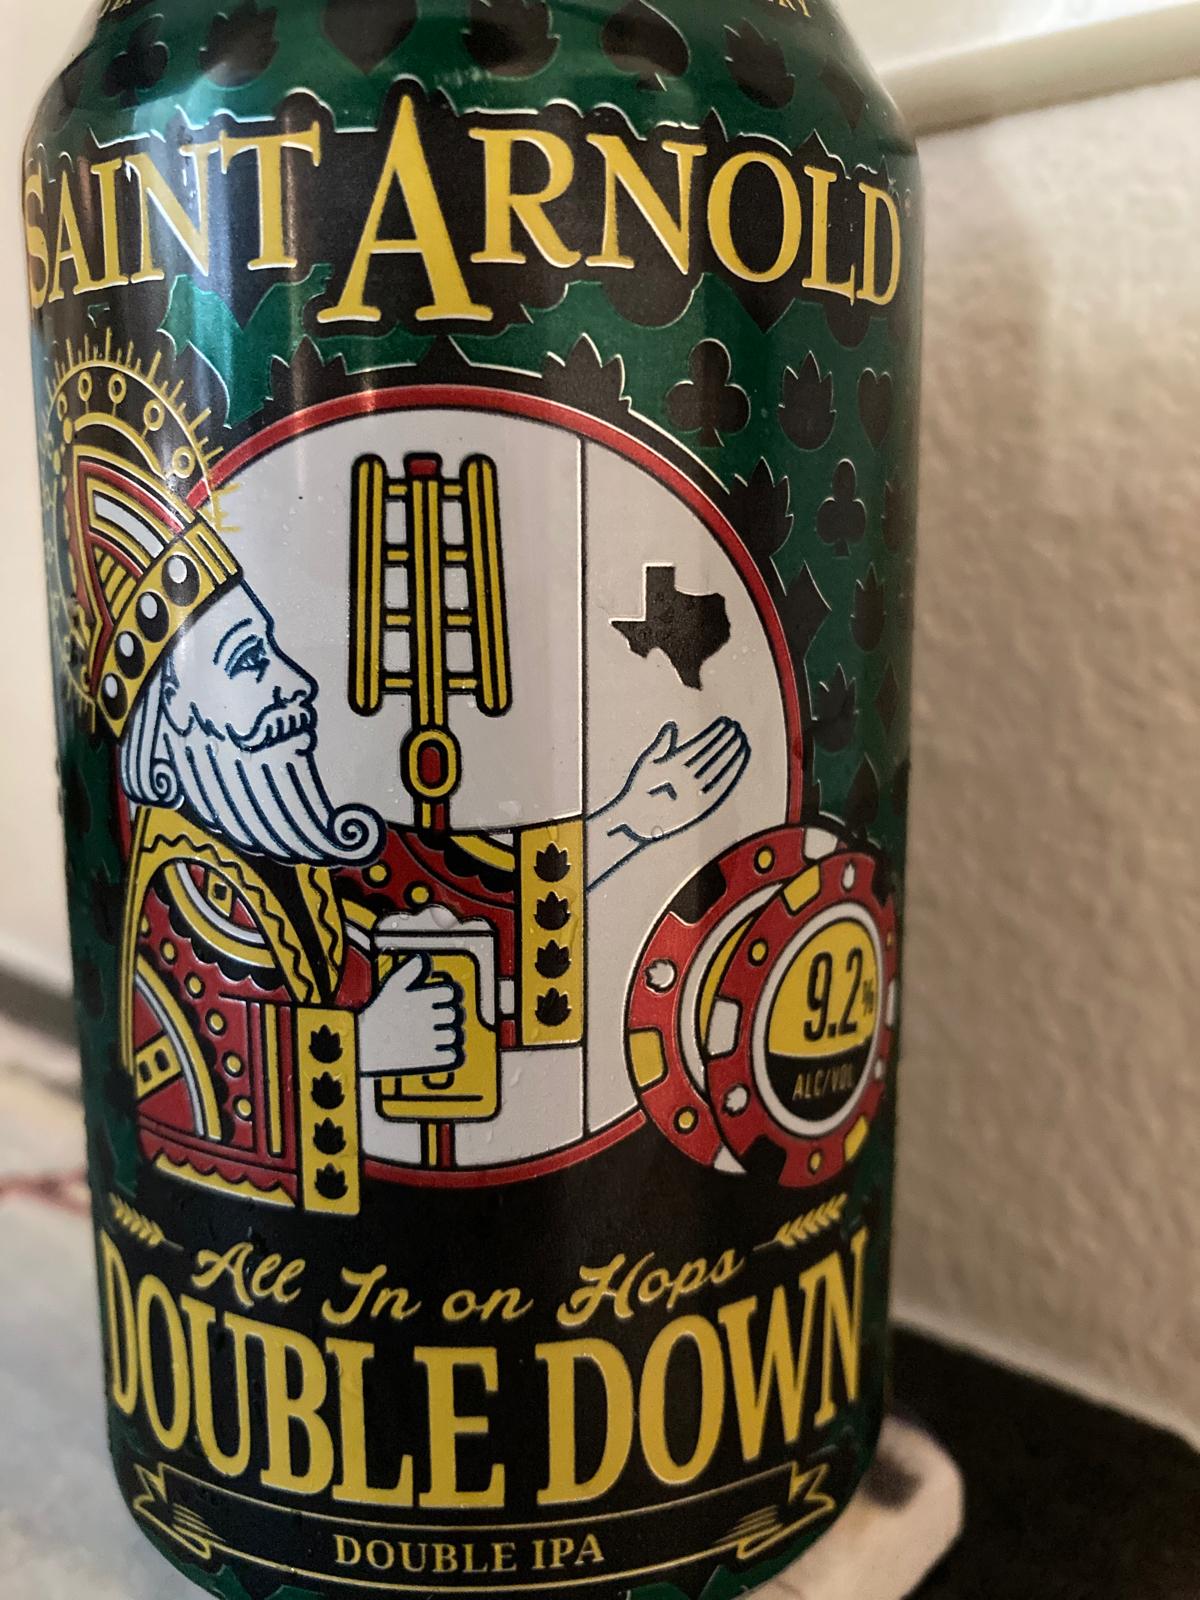 SAINT ARNOLD
9.2%
ALC/VOL
All In on Hops
DOUBLE DOWN
DOUBLE IPA